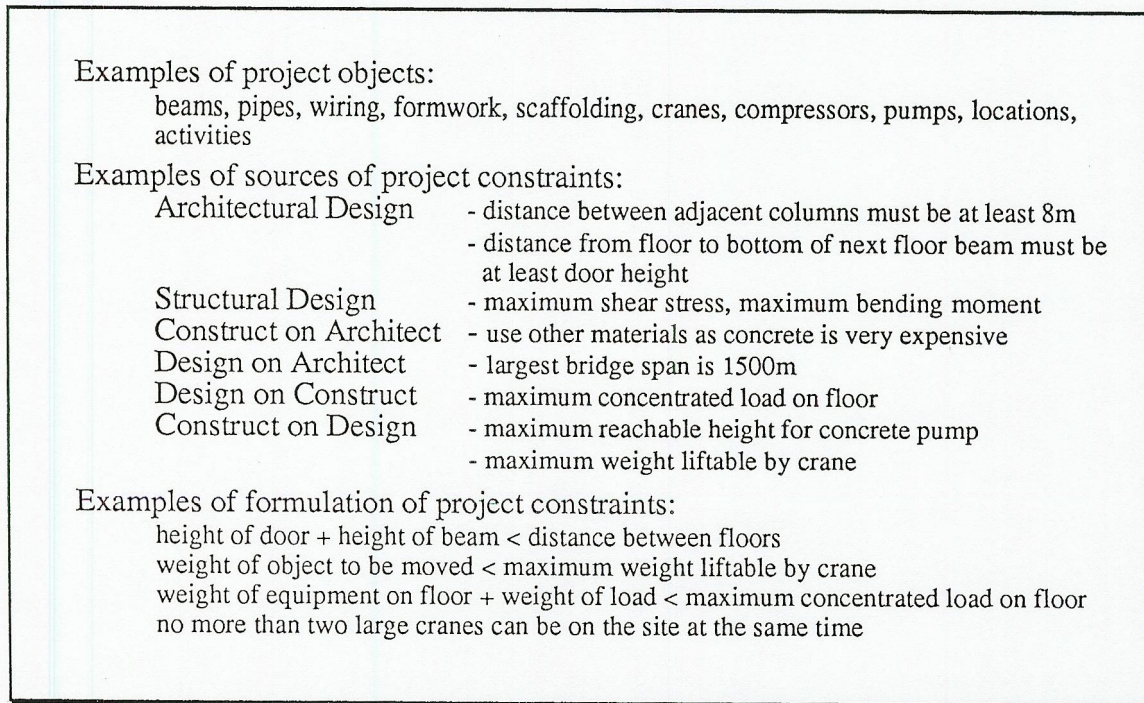 Examples of project objects:
beams, pipes, wiring, formwork, scaffolding, cranes, compressors, pumps, locations,
activities
Examples of sources of project constraints:
Architectural Design - distance between adjacent columns must be at least 8m
- distance from floor to bottom of next floor beam must be
at least door height
Structural Design - maximum shear stress, maximum bending moment
Construct on Architect - use other materials as concrete is very expensive
Design on Architect - largest bridge span is 1500m
Design on Construct - maximum concentrated load on floor
Construct on Design - maximum reachable height for concrete pump
- maximum weight liftable by crane
Examples of formulation of project constraints:
height of door + height of beam < distance between floors
weight of object to be moved < maximum weight liftable by crane
weight of equipment on floor + weight of load < maximum concentrated load on floor
no more than two large cranes can be on the site at the same time